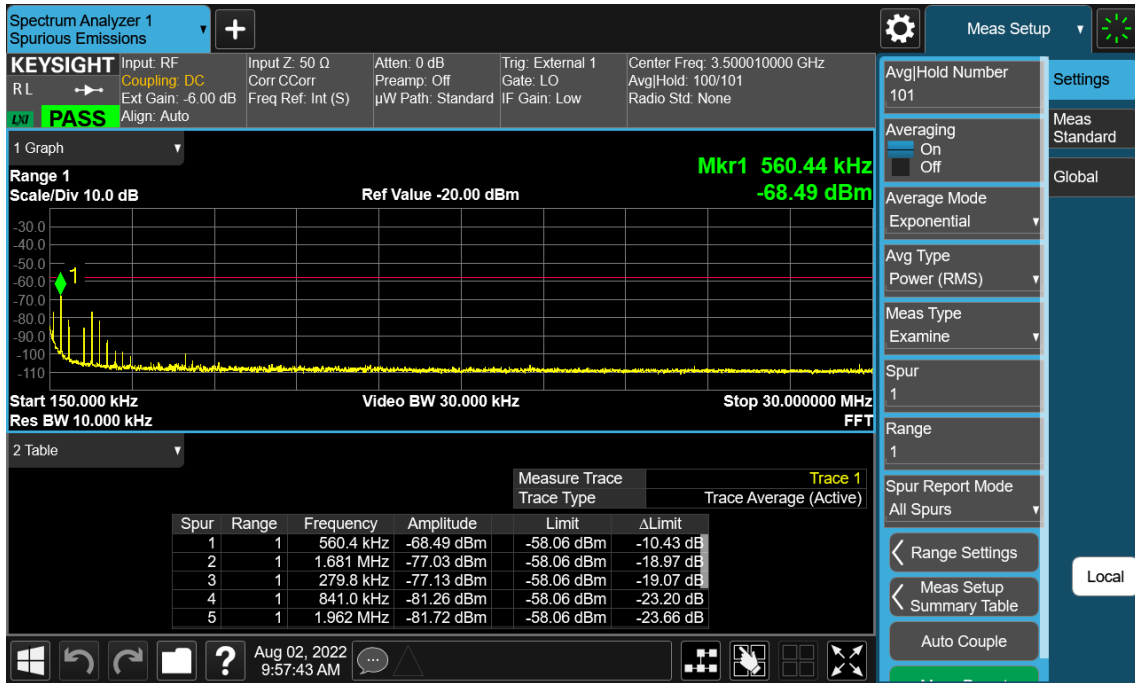 Spectrum Analyzer 1
Spurious Emissions
+
Meas Setup
KEYSIGHT
RL
LXI PASS
Input: RF
Coupling: DC
Ext Gain: -6.00 dB
Align: Auto
Input Z: 50 Ω
Corr CCorr
Freq Ref: Int (S)
Atten: 0 dB
Preamp: Off
µW Path: Standard
Trig: External 1
Gate: LO
IF Gain: Low
Center Freq: 3.500010000 GHz
Avg|Hold: 100/101
Radio Std: None
1 Graph
Range 1
Scale/Div 10.0 dB
Ref Value -20.00 dBm
Mkr1 560.44 kHz
-68.49 dBm
-30.0
-40.0
-50.0
-60.0
-70.0
-80.0
-90.0
-100
-110
1
Start 150.000 kHz
Video BW 30.000 kHz
Stop 30.000000 MHz
Res BW 10.000 kHz
FFT
2 Table
Measure Trace Trace 1
Trace Type Trace Average (Active)
Spur Range Frequency Amplitude Limit ΔLimit
1 1 560.4 kHz -68.49 dBm -58.06 dBm -10.43 dB
2 1 1.681 MHz -77.03 dBm -58.06 dBm -18.97 dB
3 1 279.8 kHz -77.13 dBm -58.06 dBm -19.07 dB
4 1 841.0 kHz -81.26 dBm -58.06 dBm -23.20 dB
5 1 1.962 MHz -81.72 dBm -58.06 dBm -23.66 dB
?
Aug 02, 2022
9:57:43 AM
Avg|Hold Number
101
Averaging
On
Off
Average Mode
Exponential
Avg Type
Power (RMS)
Meas Type
Examine
Spur
1
Range
1
Spur Report Mode
All Spurs
Range Settings
Meas Setup
Summary Table
Auto Couple
Settings
Meas
Standard
Global
Local